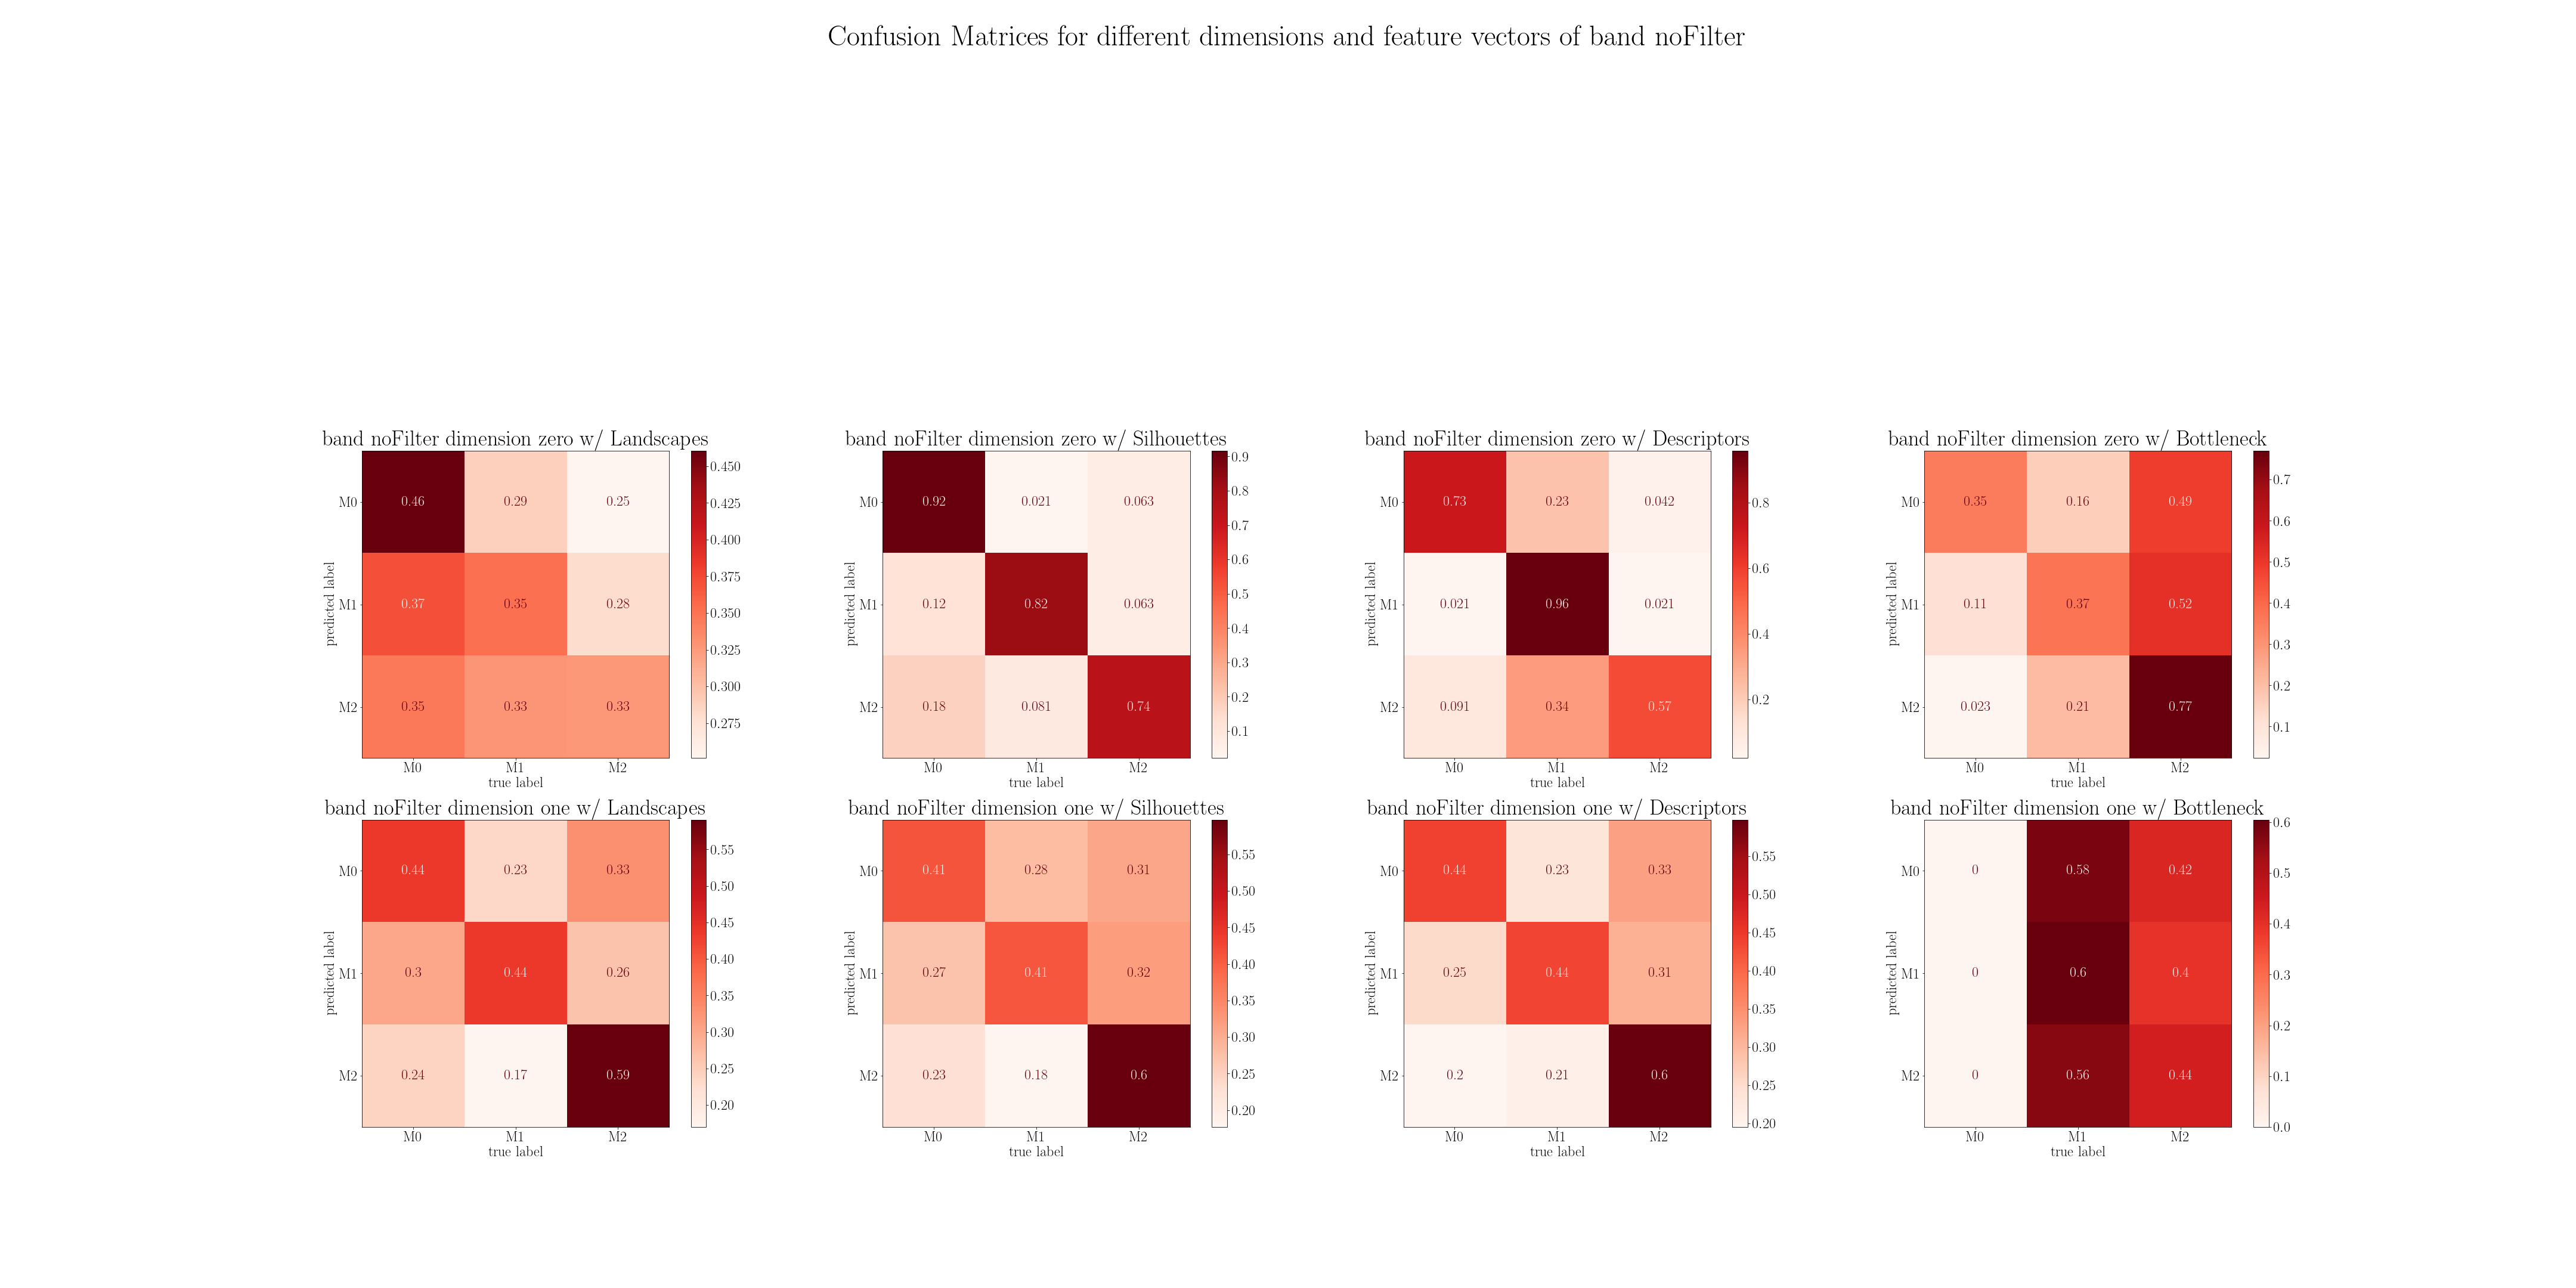 Confusion Matrices for different dimensions and feature vectors of band noFilter
band noFilter dimension zero w/ Landscapes
M0 0.46 0.29 0.25
M1 0.37 0.35 0.28
M2 0.35 0.33 0.33
M0 M1 M2
true label
predicted label
0.450
0.425
0.400
0.375
0.350
0.325
0.300
0.275
band noFilter dimension zero w/ Silhouettes
M0 0.92 0.021 0.063
M1 0.12 0.82 0.063
M2 0.18 0.081 0.74
M0 M1 M2
true label
predicted label
0.9
0.8
0.7
0.6
0.5
0.4
0.3
0.2
0.1
band noFilter dimension zero w/ Descriptors
M0 0.73 0.23 0.042
M1 0.021 0.96 0.021
M2 0.091 0.34 0.57
M0 M1 M2
true label
predicted label
0.8
0.6
0.4
0.2
band noFilter dimension zero w/ Bottleneck
M0 0.35 0.16 0.49
M1 0.11 0.37 0.52
M2 0.023 0.21 0.77
M0 M1 M2
true label
predicted label
0.7
0.6
0.5
0.4
0.3
0.2
0.1
band noFilter dimension one w/ Landscapes
M0 0.44 0.23 0.33
M1 0.3 0.44 0.26
M2 0.24 0.17 0.59
M0 M1 M2
true label
predicted label
0.55
0.50
0.45
0.40
0.35
0.30
0.25
0.20
band noFilter dimension one w/ Silhouettes
M0 0.41 0.28 0.31
M1 0.27 0.41 0.32
M2 0.23 0.18 0.6
M0 M1 M2
true label
predicted label
0.55
0.50
0.45
0.40
0.35
0.30
0.25
0.20
band noFilter dimension one w/ Descriptors
M0 0.44 0.23 0.33
M1 0.25 0.44 0.31
M2 0.2 0.21 0.6
M0 M1 M2
true label
predicted label
0.55
0.50
0.45
0.40
0.35
0.30
0.25
0.20
band noFilter dimension one w/ Bottleneck
M0 0 0.58 0.42
M1 0 0.6 0.4
M2 0 0.56 0.44
M0 M1 M2
true label
predicted label
0.6
0.5
0.4
0.3
0.2
0.1
0.0